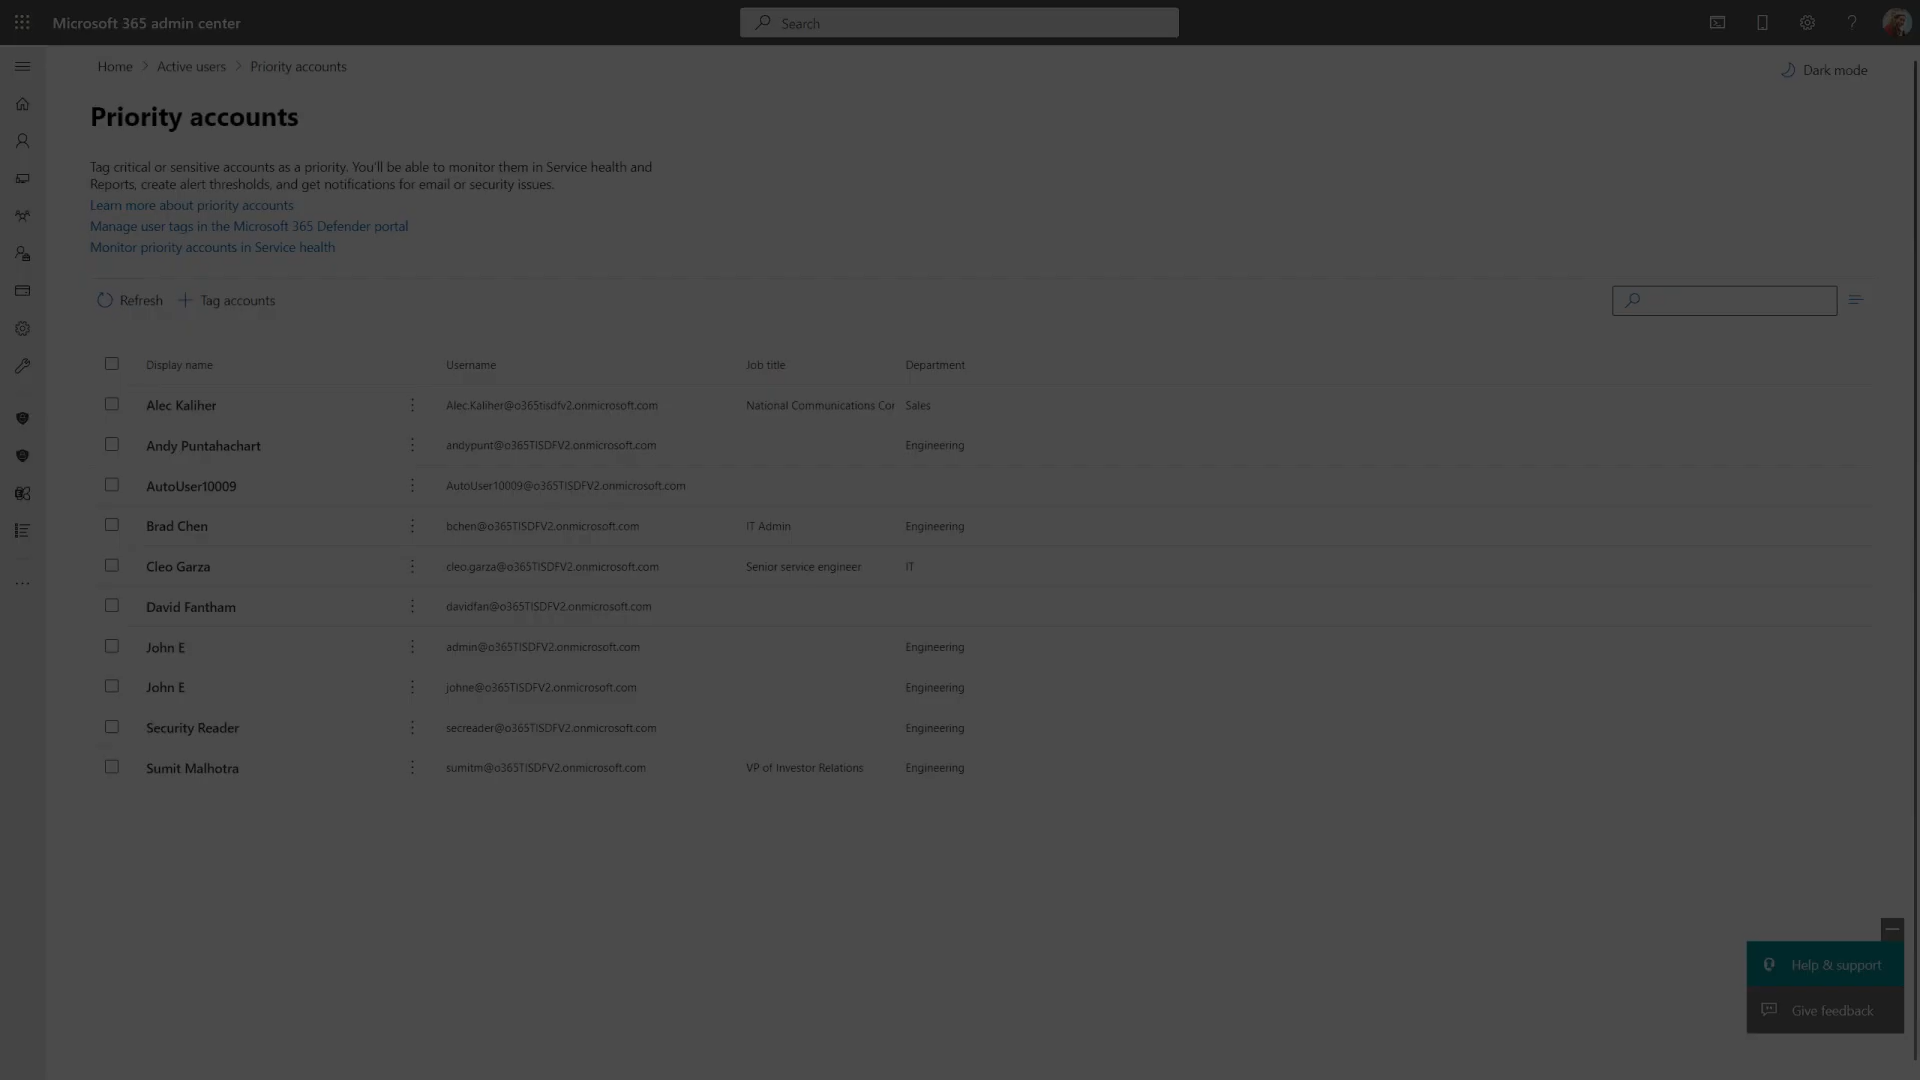 Microsoft 365 admin center
Search
Home > Active users > Priority accounts
Dark mode
Priority accounts
Tag critical or sensitive accounts as a priority. You'll be able to monitor them in Service health and
Reports, create alert thresholds, and get notifications for email or security issues.
Learn more about priority accounts
Manage user tags in the Microsoft 365 Defender portal
Monitor priority accounts in Service health
Refresh + Tag accounts
Display name Username Job title Department
Alec Kaliher Alec.Kaliher@o365tisdfv2.onmicrosoft.com National Communications Cor Sales
Andy Puntahachart andypunt@o365TISDFV2.onmicrosoft.com Engineering
AutoUser10009 AutoUser10009@o365TISDFV2.onmicrosoft.com
Brad Chen bchen@o365TISDFV2.onmicrosoft.com IT Admin Engineering
Cleo Garza cleo.garza@o365TISDFV2.onmicrosoft.com Senior service engineer IT
David Fantham davidfan@o365TISDFV2.onmicrosoft.com
John E admin@o365TISDFV2.onmicrosoft.com Engineering
John E johne@o365TISDFV2.onmicrosoft.com Engineering
Security Reader secreader@o365TISDFV2.onmicrosoft.com Engineering
Sumit Malhotra sumitm@o365TISDFV2.onmicrosoft.com VP of Investor Relations Engineering
Help & support
Give feedback